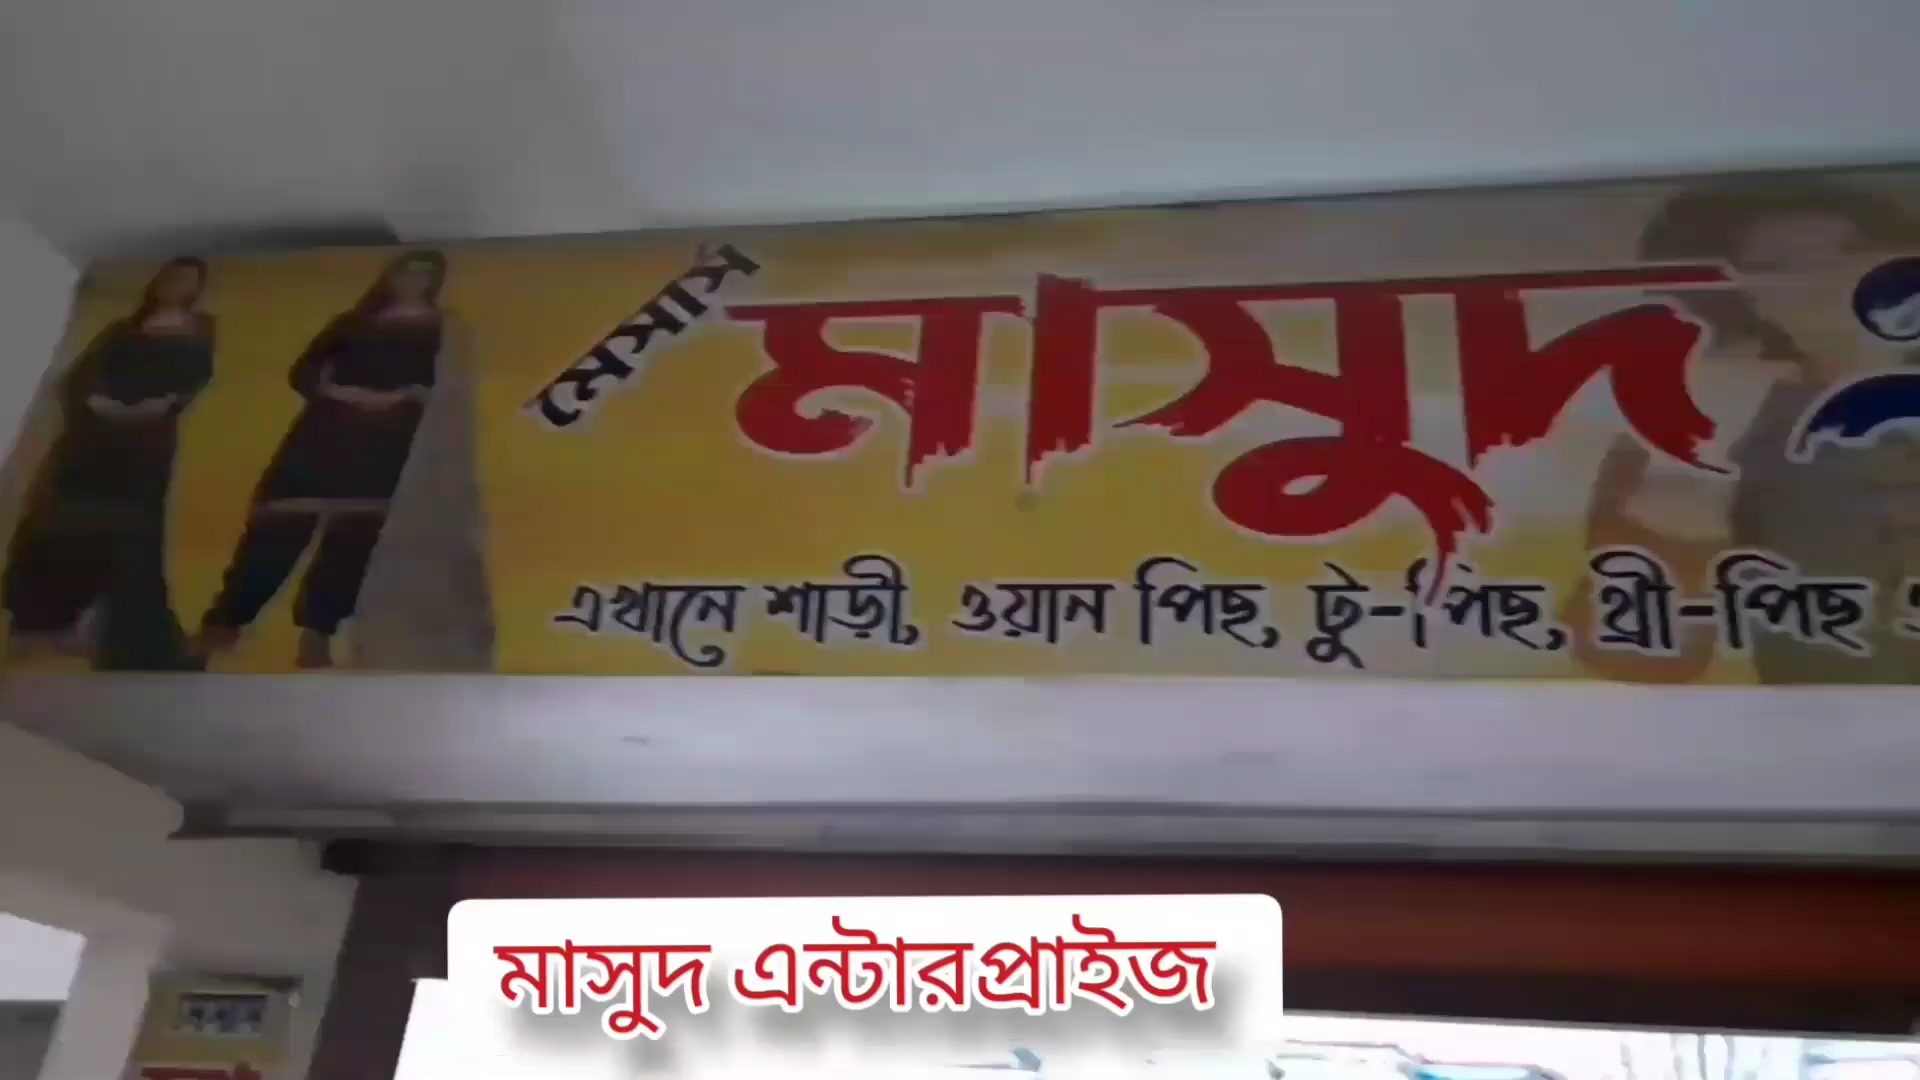 মেসার্স
মাসুদ
এখানে শাড়ী, ওয়ান পিছ, টু-পিছ, থ্রী-পিছ
মাসুদ এন্টারপ্রাইজ